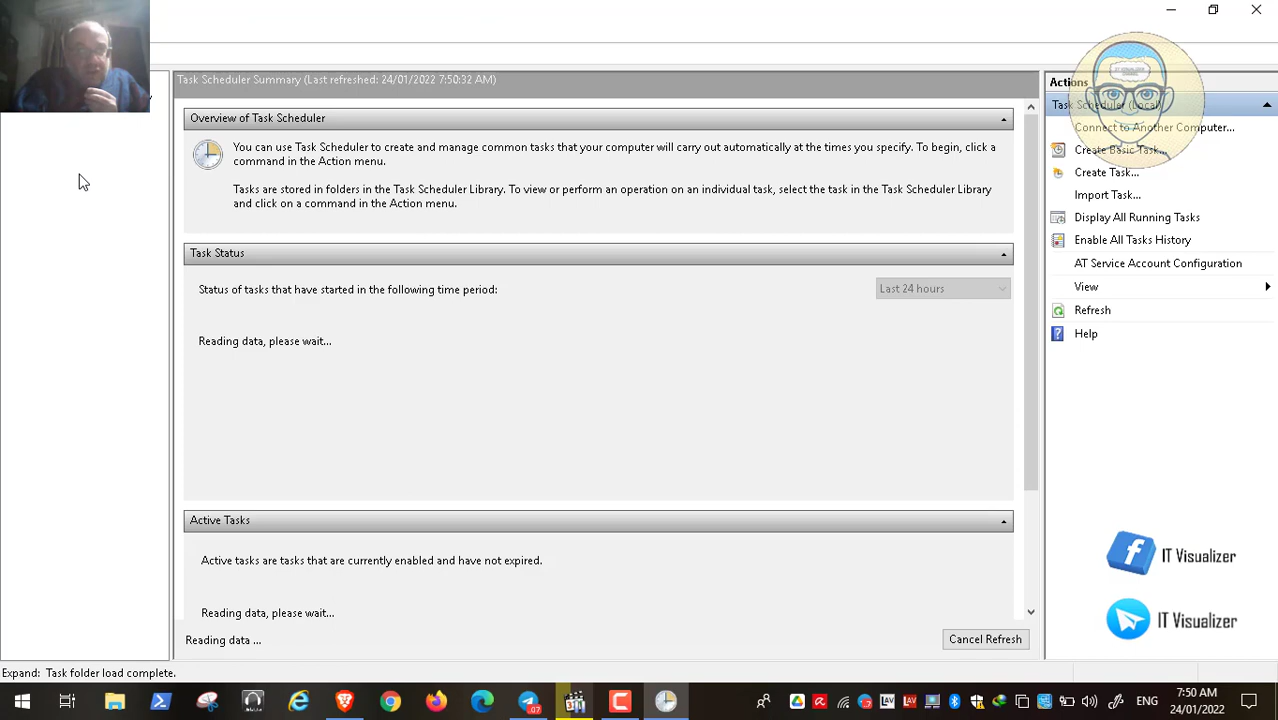 Task Scheduler Summary (Last refreshed: 24/01/2022 7:50:32 AM)
Overview of Task Scheduler
You can use Task Scheduler to create and manage common tasks that your computer will carry out automatically at the times you specify. To begin, click a
command in the Action menu.
Tasks are stored in folders in the Task Scheduler Library. To view or perform an operation on an individual task, select the task in the Task Scheduler Library
and click on a command in the Action menu.
Task Status
Status of tasks that have started in the following time period:
Last 24 hours
Reading data, please wait...
Active Tasks
Active tasks are tasks that are currently enabled and have not expired.
Reading data, please wait...
Reading data ...
Cancel Refresh
Actions
Task Scheduler (Local)
Connect to Another Computer...
Create Basic Task...
Create Task...
Import Task...
Display All Running Tasks
Enable All Tasks History
AT Service Account Configuration
View
Refresh
Help
IT Visualizer
IT Visualizer
Expand: Task folder load complete.
07
LAV
LAV
ENG
7:50 AM
24/01/2022